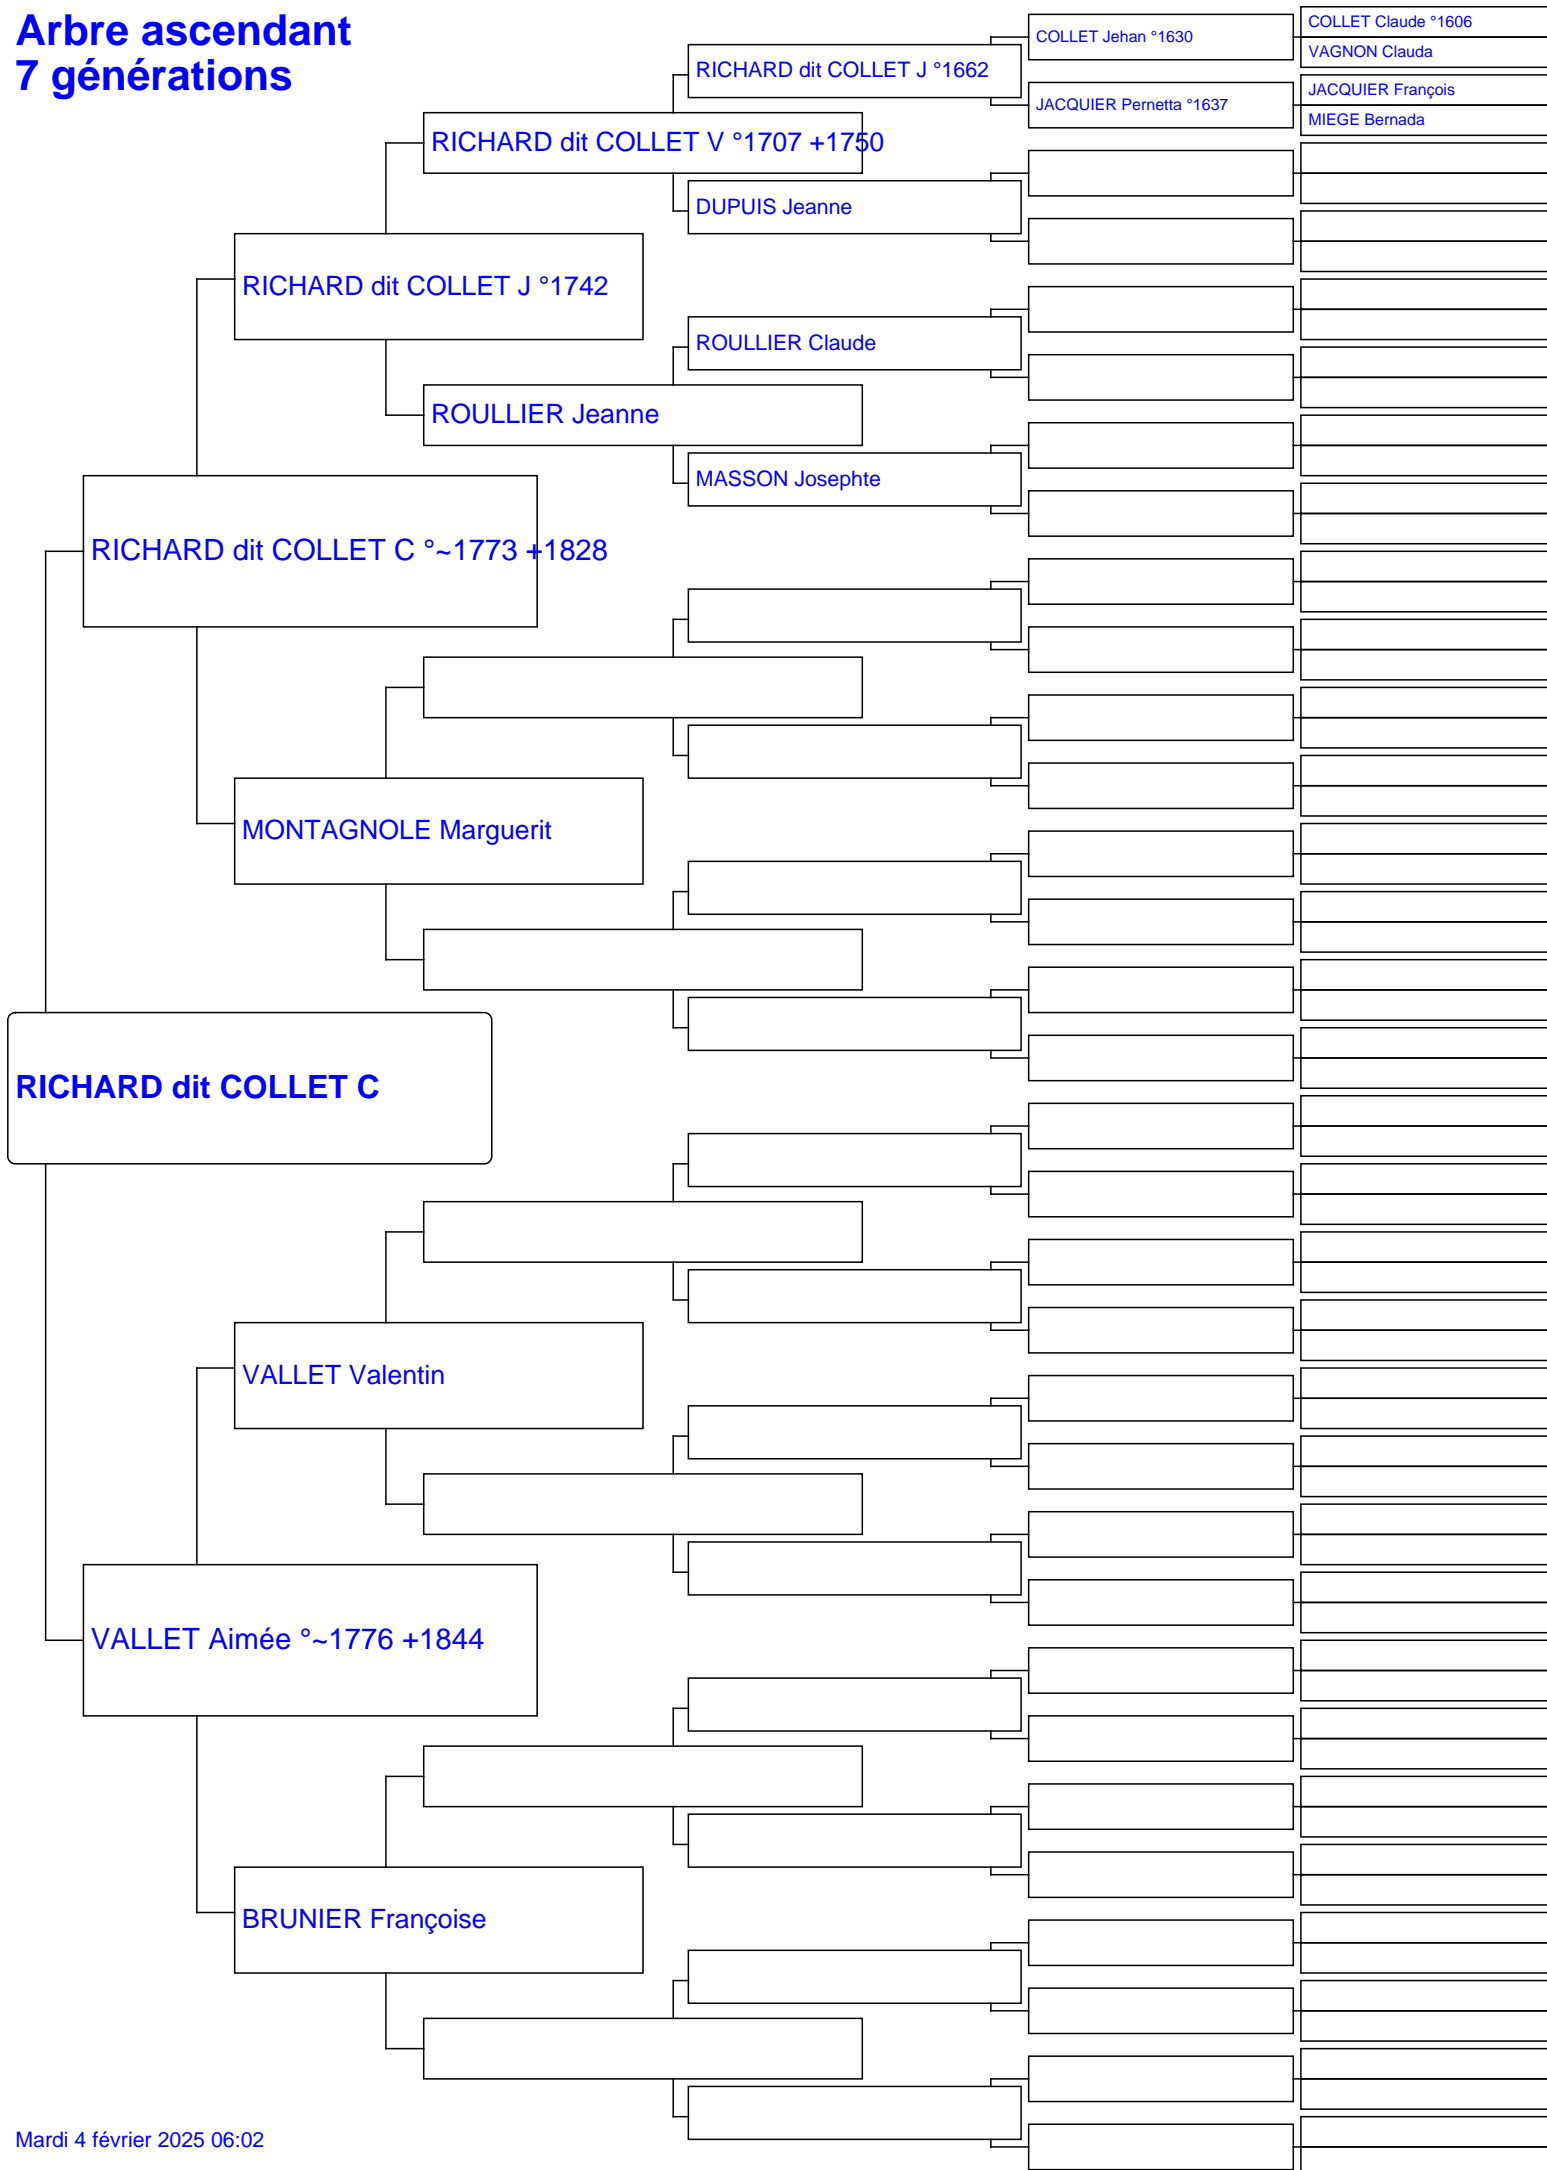 Arbre ascendant
7 générations
COLLET Claude °1606
VAGNON Clauda
COLLET Jehan °1630
RICHARD dit COLLET J °1662
JACQUIER François
JACQUIER Pernetta °1637
MIEGE Bernada
RICHARD dit COLLET V °1707 +1750
DUPUIS Jeanne
RICHARD dit COLLET J °1742
ROULLIER Claude
ROULLIER Jeanne
MASSON Josephte
RICHARD dit COLLET C °~1773 +1828
MONTAGNOLE Marguerit
RICHARD dit COLLET C
VALLET Valentin
VALLET Aimée °~1776 +1844
BRUNIER Françoise
Mardi 4 février 2025 06:02